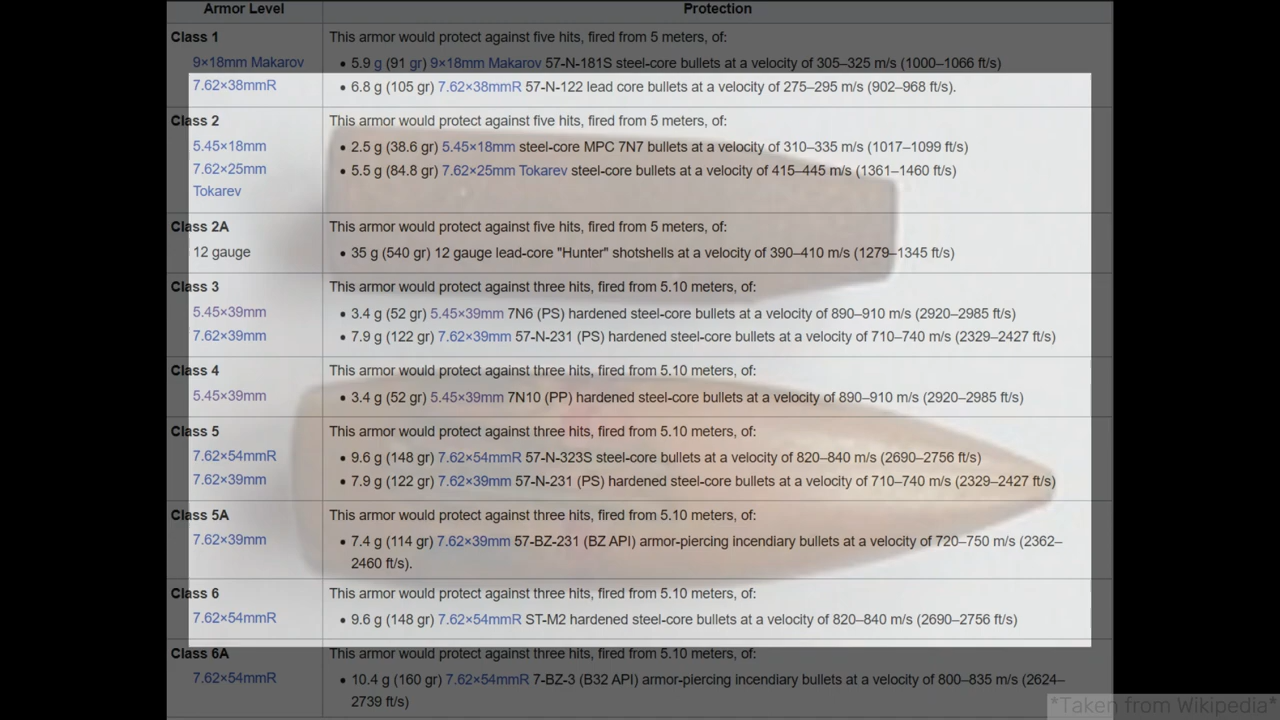 Armor Level Protection
Class 1 This armor would protect against five hits, fired from 5 meters, of:
9×18mm Makarov • 5.9 g (91 gr) 9×18mm Makarov 57-N-181S steel-core bullets at a velocity of 305–325 m/s (1000–1066 ft/s)
7.62×38mmR • 6.8 g (105 gr) 7.62×38mmR 57-N-122 lead core bullets at a velocity of 275–295 m/s (902–968 ft/s).
Class 2 This armor would protect against five hits, fired from 5 meters, of:
5.45×18mm • 2.5 g (38.6 gr) 5.45×18mm steel-core MPC 7N7 bullets at a velocity of 310–335 m/s (1017–1099 ft/s)
7.62×25mm • 5.5 g (84.8 gr) 7.62×25mm Tokarev steel-core bullets at a velocity of 415–445 m/s (1361–1460 ft/s)
Tokarev
Class 2A This armor would protect against five hits, fired from 5 meters, of:
12 gauge • 35 g (540 gr) 12 gauge lead-core "Hunter" shotshells at a velocity of 390–410 m/s (1279–1345 ft/s)
Class 3 This armor would protect against three hits, fired from 5.10 meters, of:
5.45×39mm • 3.4 g (52 gr) 5.45×39mm 7N6 (PS) hardened steel-core bullets at a velocity of 890–910 m/s (2920–2985 ft/s)
7.62×39mm • 7.9 g (122 gr) 7.62×39mm 57-N-231 (PS) hardened steel-core bullets at a velocity of 710–740 m/s (2329–2427 ft/s)
Class 4 This armor would protect against three hits, fired from 5.10 meters, of:
5.45×39mm • 3.4 g (52 gr) 5.45×39mm 7N10 (PP) hardened steel-core bullets at a velocity of 890–910 m/s (2920–2985 ft/s)
Class 5 This armor would protect against three hits, fired from 5.10 meters, of:
7.62×54mmR • 9.6 g (148 gr) 7.62×54mmR 57-N-323S steel-core bullets at a velocity of 820–840 m/s (2690–2756 ft/s)
7.62×39mm • 7.9 g (122 gr) 7.62×39mm 57-N-231 (PS) hardened steel-core bullets at a velocity of 710–740 m/s (2329–2427 ft/s)
Class 5A This armor would protect against three hits, fired from 5.10 meters, of:
7.62×39mm • 7.4 g (114 gr) 7.62×39mm 57-BZ-231 (BZ API) armor-piercing incendiary bullets at a velocity of 720–750 m/s (2362–
2460 ft/s).
Class 6 This armor would protect against three hits, fired from 5.10 meters, of:
7.62×54mmR • 9.6 g (148 gr) 7.62×54mmR ST-M2 hardened steel-core bullets at a velocity of 820–840 m/s (2690–2756 ft/s)
Class 6A This armor would protect against three hits, fired from 5.10 meters, of:
7.62×54mmR • 10.4 g (160 gr) 7.62×54mmR 7-BZ-3 (B32 API) armor-piercing incendiary bullets at a velocity of 800–835 m/s (2624–
2739 ft/s)
*Taken from Wikipedia*